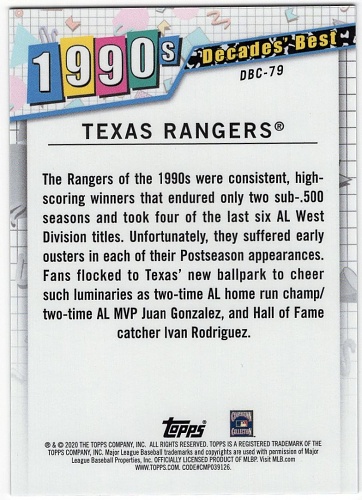 1990s
Decades' Best
DBC-79
TEXAS RANGERS®
The Rangers of the 1990s were consistent, high-
scoring winners that endured only two sub-.500
seasons and took four of the last six AL West
Division titles. Unfortunately, they suffered early
ousters in each of their Postseason appearances.
Fans flocked to Texas' new ballpark to cheer
such luminaries as two-time AL home run champ/
two-time AL MVP Juan Gonzalez, and Hall of Fame
catcher Ivan Rodriguez.
Topps
® & © 2020 THE TOPPS COMPANY, INC. ALL RIGHTS RESERVED. TOPPS IS A REGISTERED TRADEMARK OF THE
TOPPS COMPANY, INC. Major League Baseball trademarks and copyrights are used with permission of Major
League Baseball Properties, Inc. OFFICIALLY LICENSED PRODUCT OF MLBP. Visit MLB.com
WWW.TOPPS.COM. CODE#CMP039126.